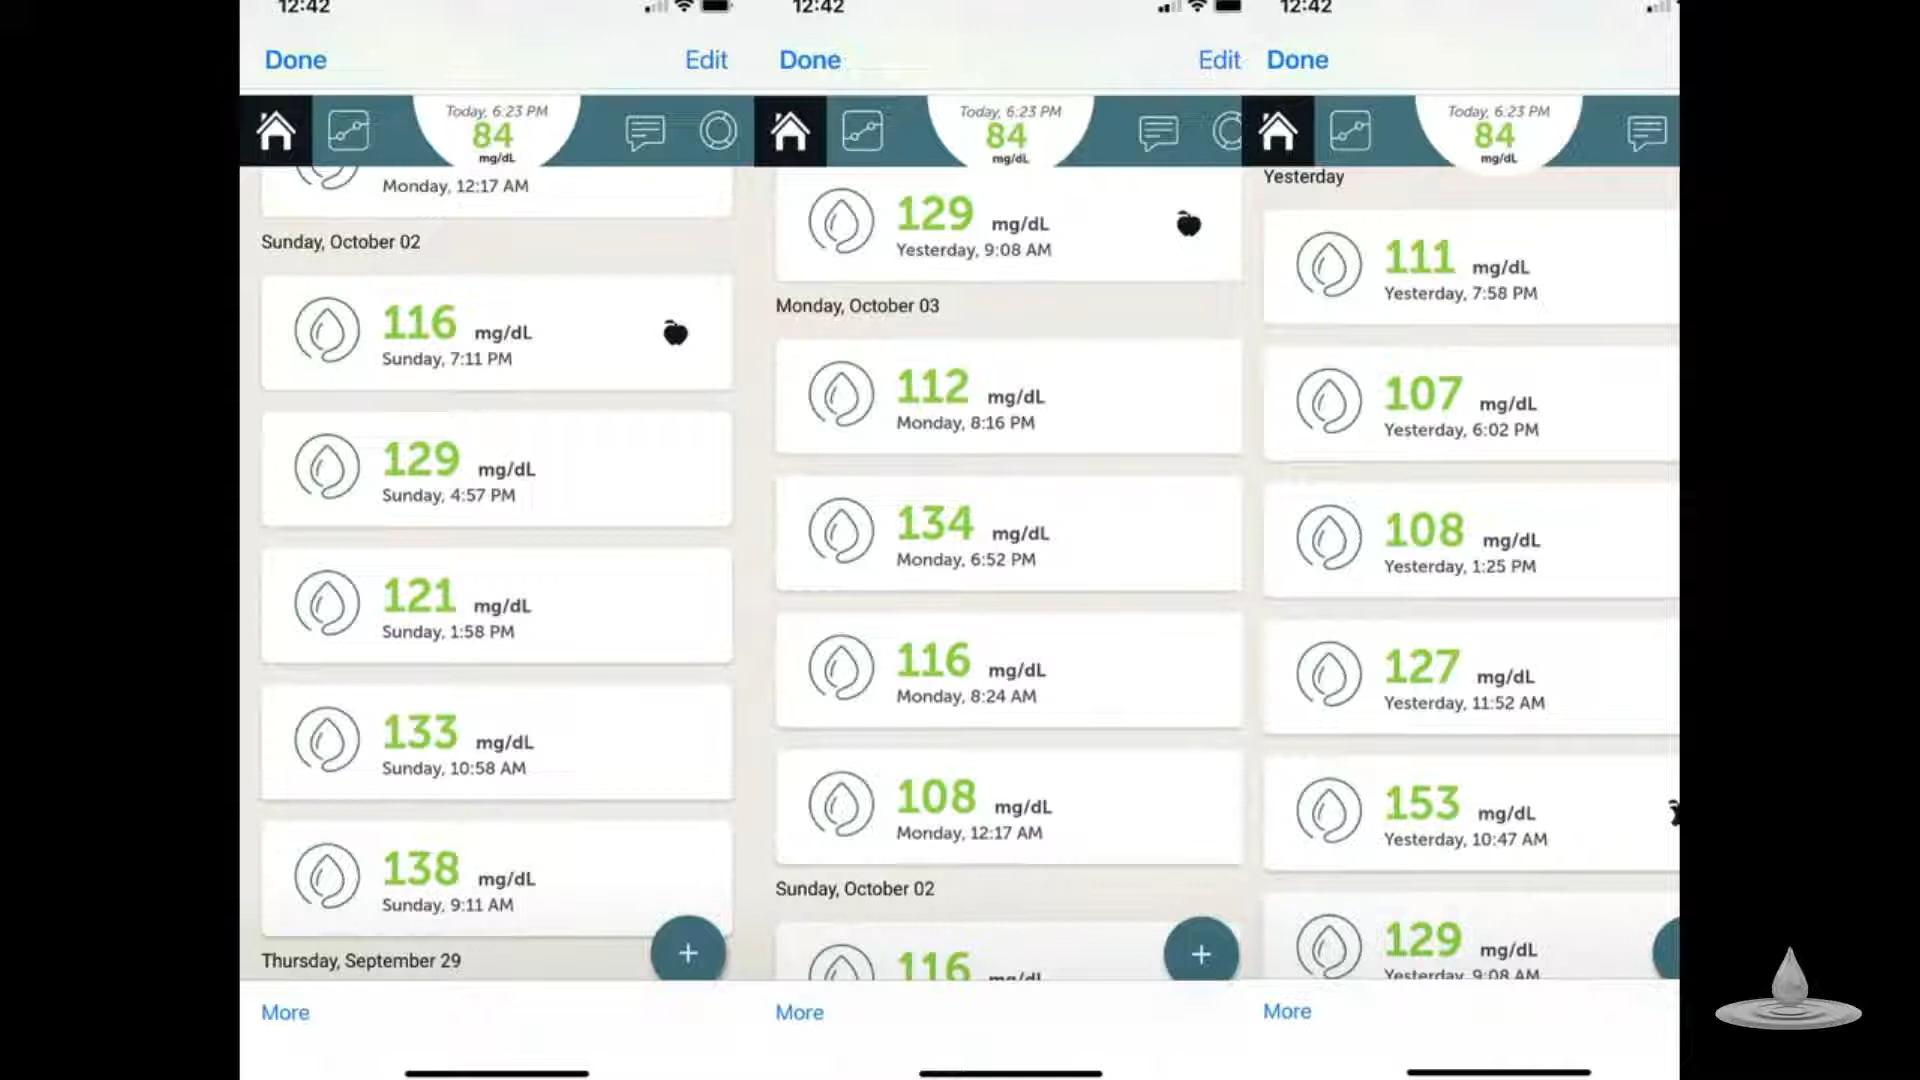 12:42
Done
Edit
Today, 6:23 PM
84
mg/dL
Monday, 12:17 AM
Sunday, October 02
116 mg/dL
Sunday, 7:11 PM
129 mg/dL
Sunday, 4:57 PM
121 mg/dL
Sunday, 1:58 PM
133 mg/dL
Sunday, 10:58 AM
138 mg/dL
Sunday, 9:11 AM
Thursday, September 29
+
More
12:42
Done
Edit
Today, 6:23 PM
84
mg/dL
129 mg/dL
Yesterday, 9:08 AM
Monday, October 03
112 mg/dL
Monday, 8:16 PM
134 mg/dL
Monday, 6:52 PM
116 mg/dL
Monday, 8:24 AM
108 mg/dL
Monday, 12:17 AM
Sunday, October 02
116 mg/dL
+
More
12:42
Done
Today, 6:23 PM
84
mg/dL
Yesterday
111 mg/dL
Yesterday, 7:58 PM
107 mg/dL
Yesterday, 6:02 PM
108 mg/dL
Yesterday, 1:25 PM
127 mg/dL
Yesterday, 11:52 AM
153 mg/dL
Yesterday, 10:47 AM
129 mg/dL
Yesterday, 9:08 AM
More